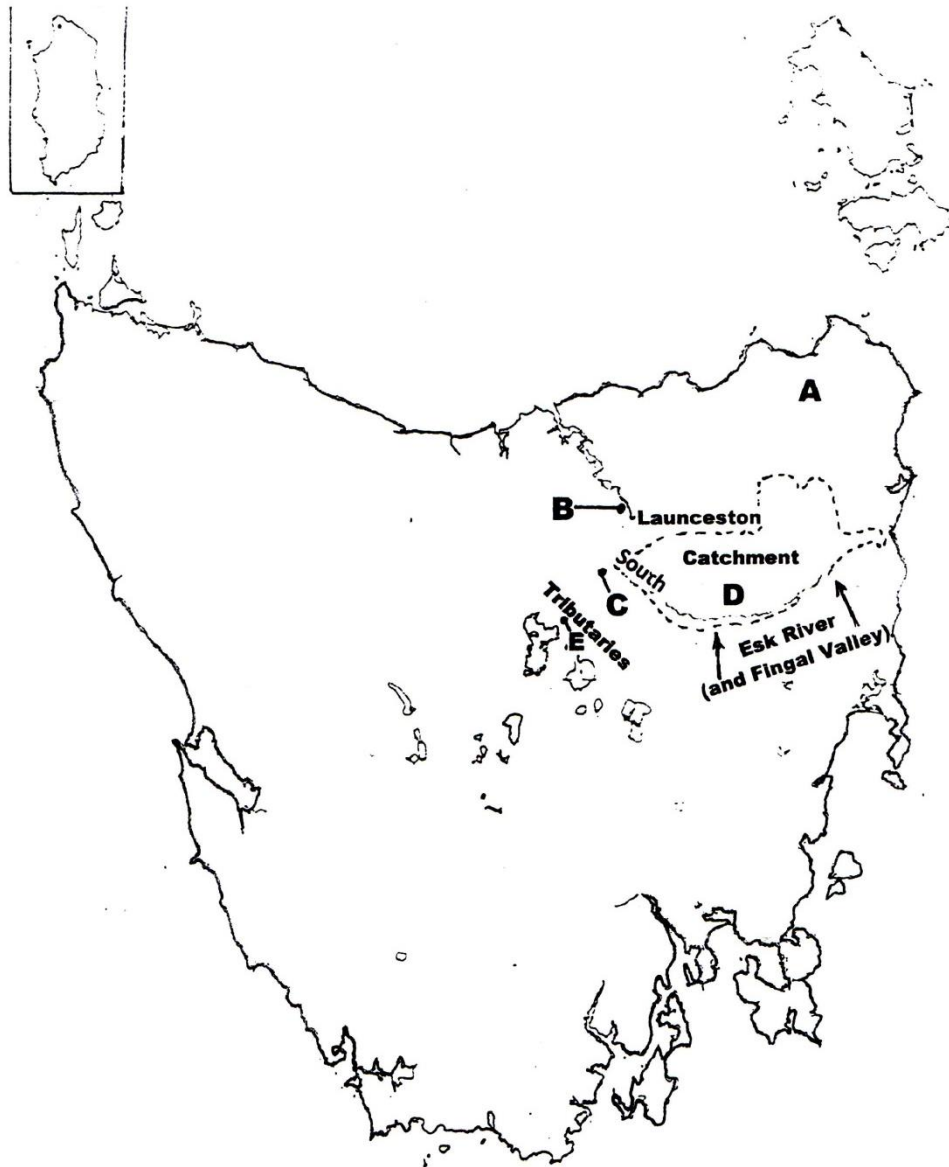 A
B
Launceston
Catchment
South
D
C
Tributaries
E
Esk River
(and Fingal Valley)